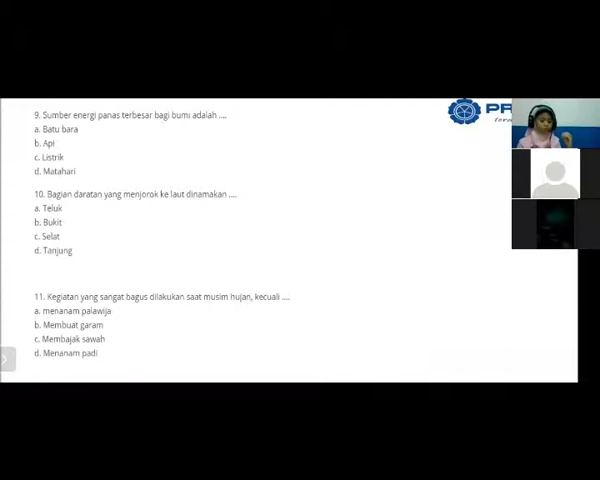 9. Sumber energi panas terbesar bagi bumi adalah ....
a. Batu bara
b. Api
c. Listrik
d. Matahari
10. Bagian daratan yang menjorok ke laut dinamakan ....
a. Teluk
b. Bukit
c. Selat
d. Tanjung
11. Kegiatan yang sangat bagus dilakukan saat musim hujan, kecuali ....
a. menanam palawija
b. Membuat garam
c. Membajak sawah
d. Menanam padi